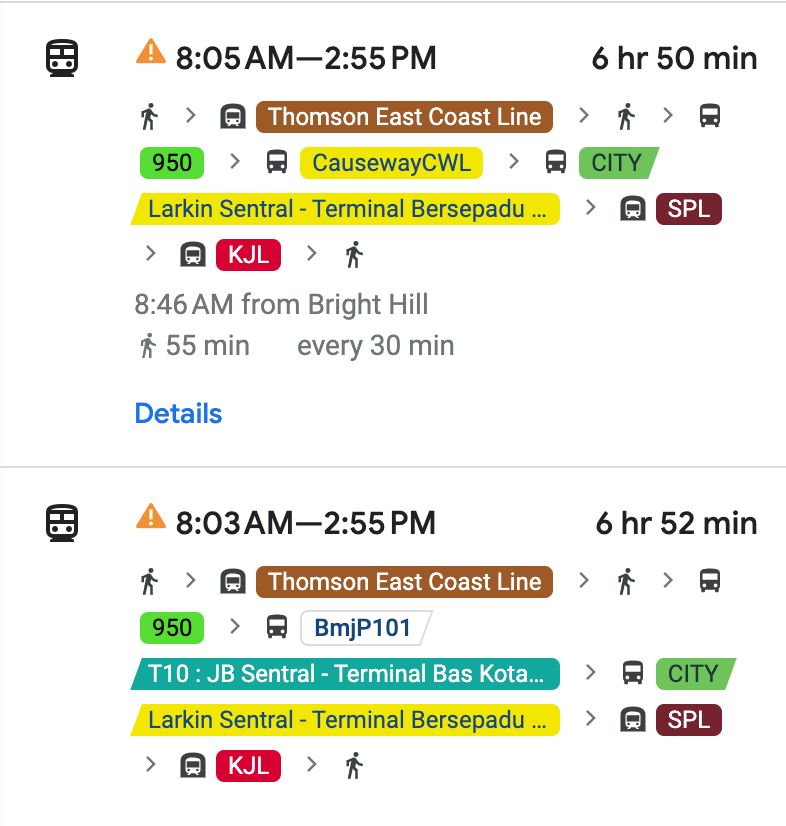 8:05 AM—2:55 PM 6 hr 50 min
Thomson East Coast Line
950 CausewayCWL CITY
Larkin Sentral - Terminal Bersepadu ... SPL
KJL
8:46 AM from Bright Hill
55 min every 30 min
Details
8:03 AM—2:55 PM 6 hr 52 min
Thomson East Coast Line
950 BmjP101
T10 : JB Sentral - Terminal Bas Kota... CITY
Larkin Sentral - Terminal Bersepadu ... SPL
KJL